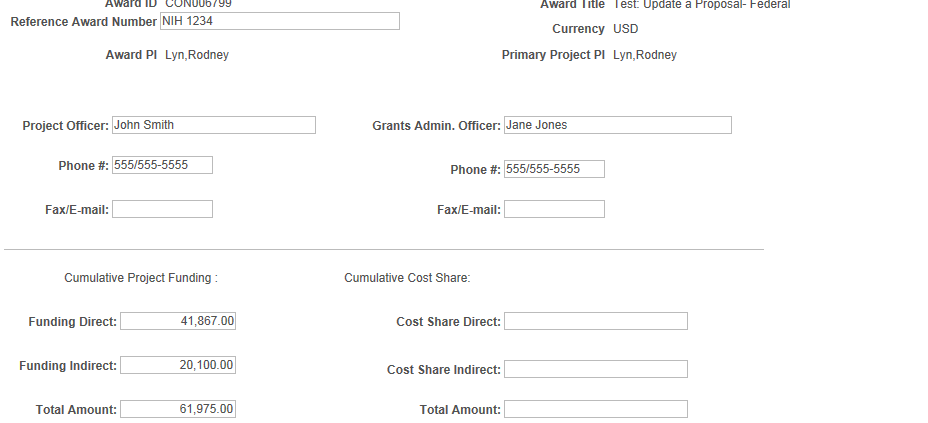 Award ID CON006799 Award Title Test: Update a Proposal- Federal
Reference Award Number NIH 1234
Currency USD
Award PI Lyn,Rodney Primary Project PI Lyn,Rodney
Project Officer: John Smith Grants Admin. Officer: Jane Jones
Phone #: 555/555-5555 Phone #: 555/555-5555
Fax/E-mail: Fax/E-mail:
Cumulative Project Funding : Cumulative Cost Share:
Funding Direct: 41,867.00 Cost Share Direct:
Funding Indirect: 20,100.00 Cost Share Indirect:
Total Amount: 61,975.00 Total Amount: